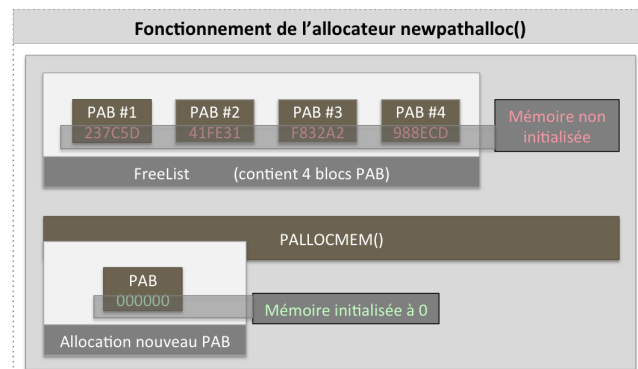 Fonctionnement de l’allocateur newpathalloc()
PAB #1 PAB #2 PAB #3 PAB #4
237C5D 41FE31 F832A2 988ECD
Mémoire non
initialisée
FreeList (contient 4 blocs PAB)
PALLOCMEM()
PAB
000000
Mémoire initialisée à 0
Allocation nouveau PAB